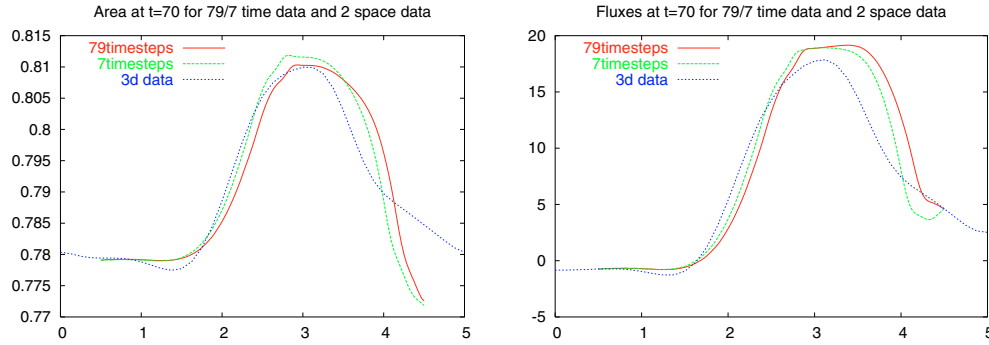 Area at t=70 for 79/7 time data and 2 space data
0.815
0.81
0.805
0.8
0.795
0.79
0.785
0.78
0.775
0.77
79timesteps
7timesteps
3d data
0 1 2 3 4 5
Fluxes at t=70 for 79/7 time data and 2 space data
20
15
10
5
0
-5
79timesteps
7timesteps
3d data
0 1 2 3 4 5